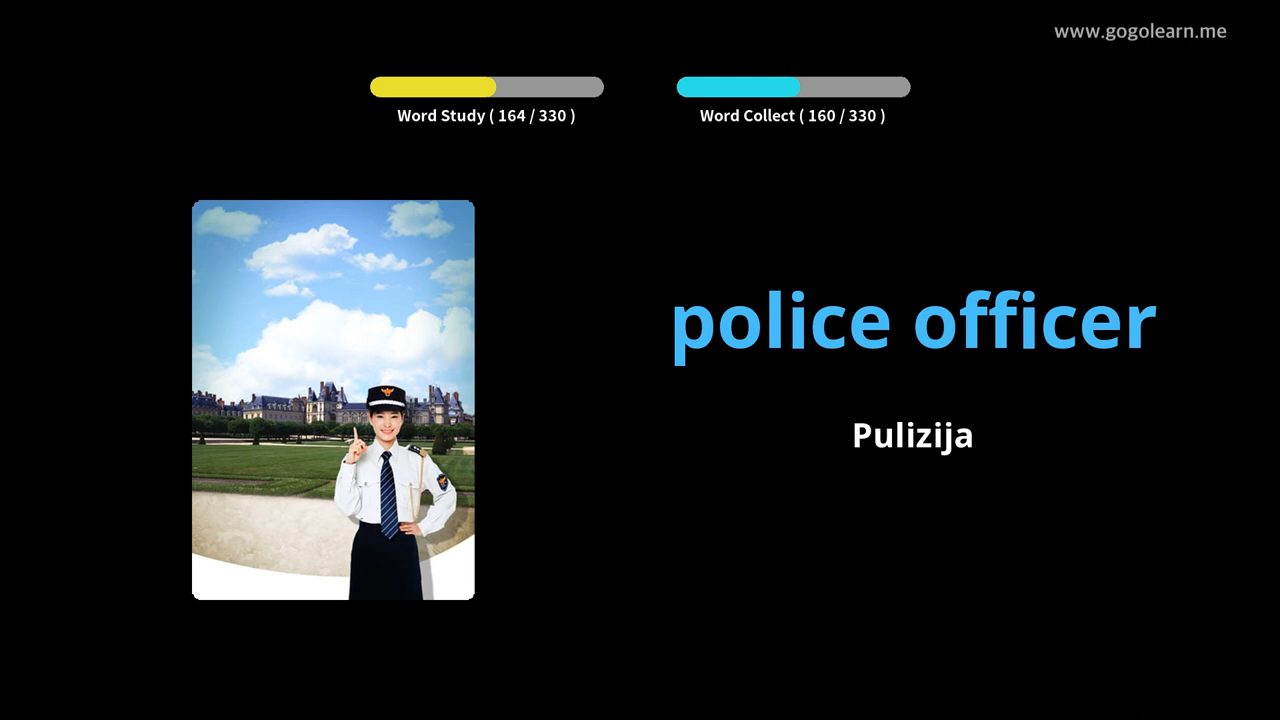 www.gogolearn.me
Word Study ( 164 / 330 )
Word Collect ( 160 / 330 )
police officer
Pulizija